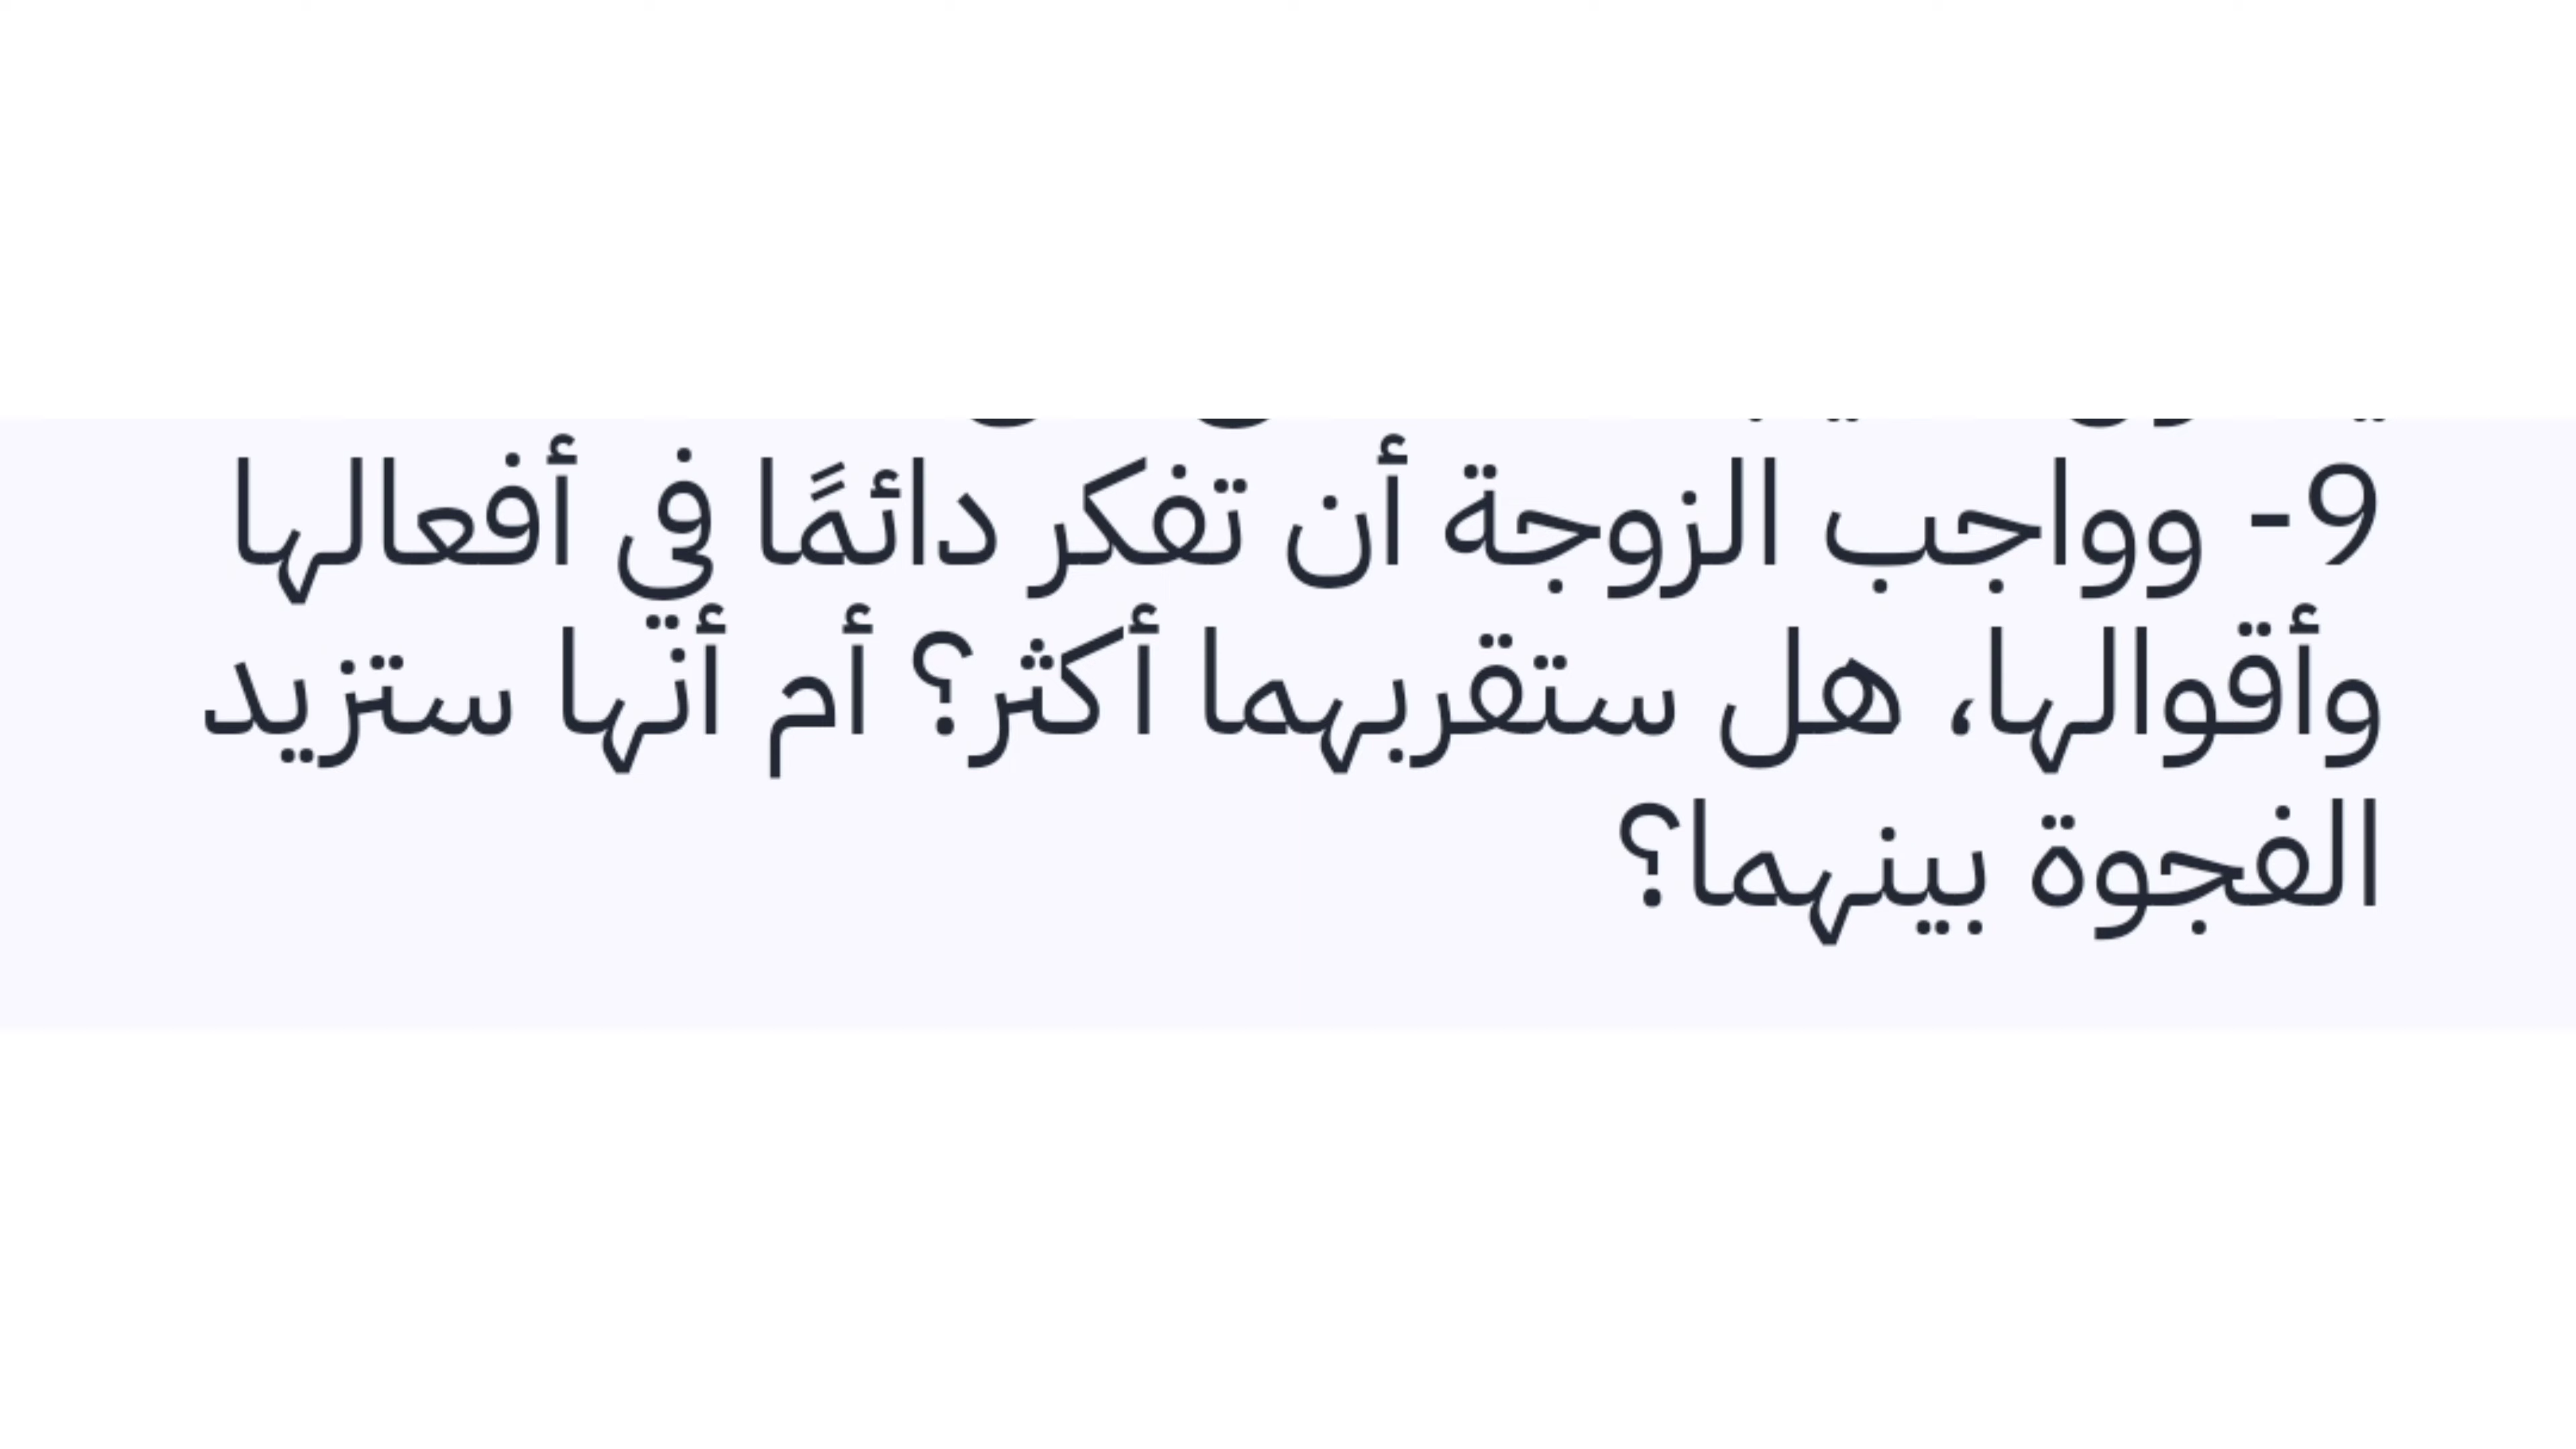 9- وواجب الزوجة أن تفكر دائمًا في أفعالها
وأقوالها، هل ستقربهما أكثر؟ أم أنها ستزيد
الفجوة بينهما؟